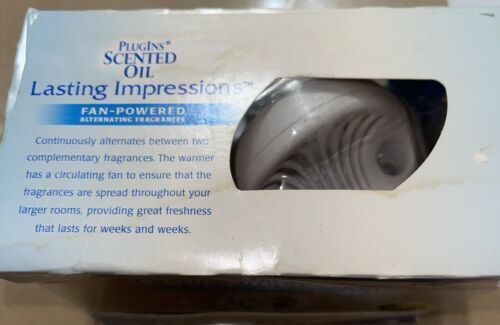 PLUGINS®
SCENTED
OIL
Lasting Impressions™
FAN-POWERED
ALTERNATING FRAGRANCES
Continuously alternates between two
complementary fragrances. The warmer
has a circulating fan to ensure that the
fragrances are spread throughout your
larger rooms, providing great freshness
that lasts for weeks and weeks.